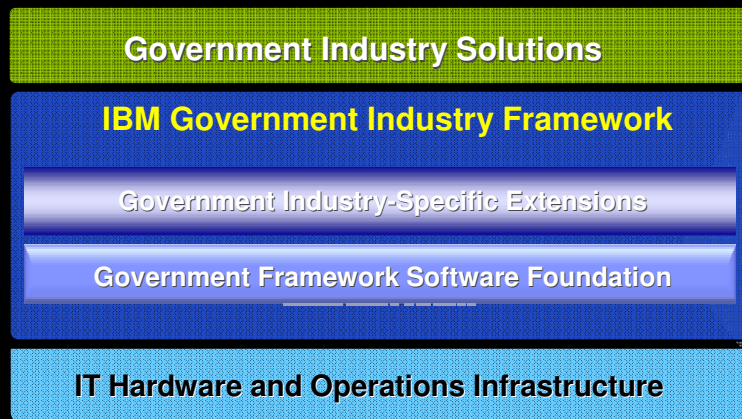 Government Industry Solutions
IBM Government Industry Framework
Government Industry-Specific Extensions
Government Framework Software Foundation
IT Hardware and Operations Infrastructure